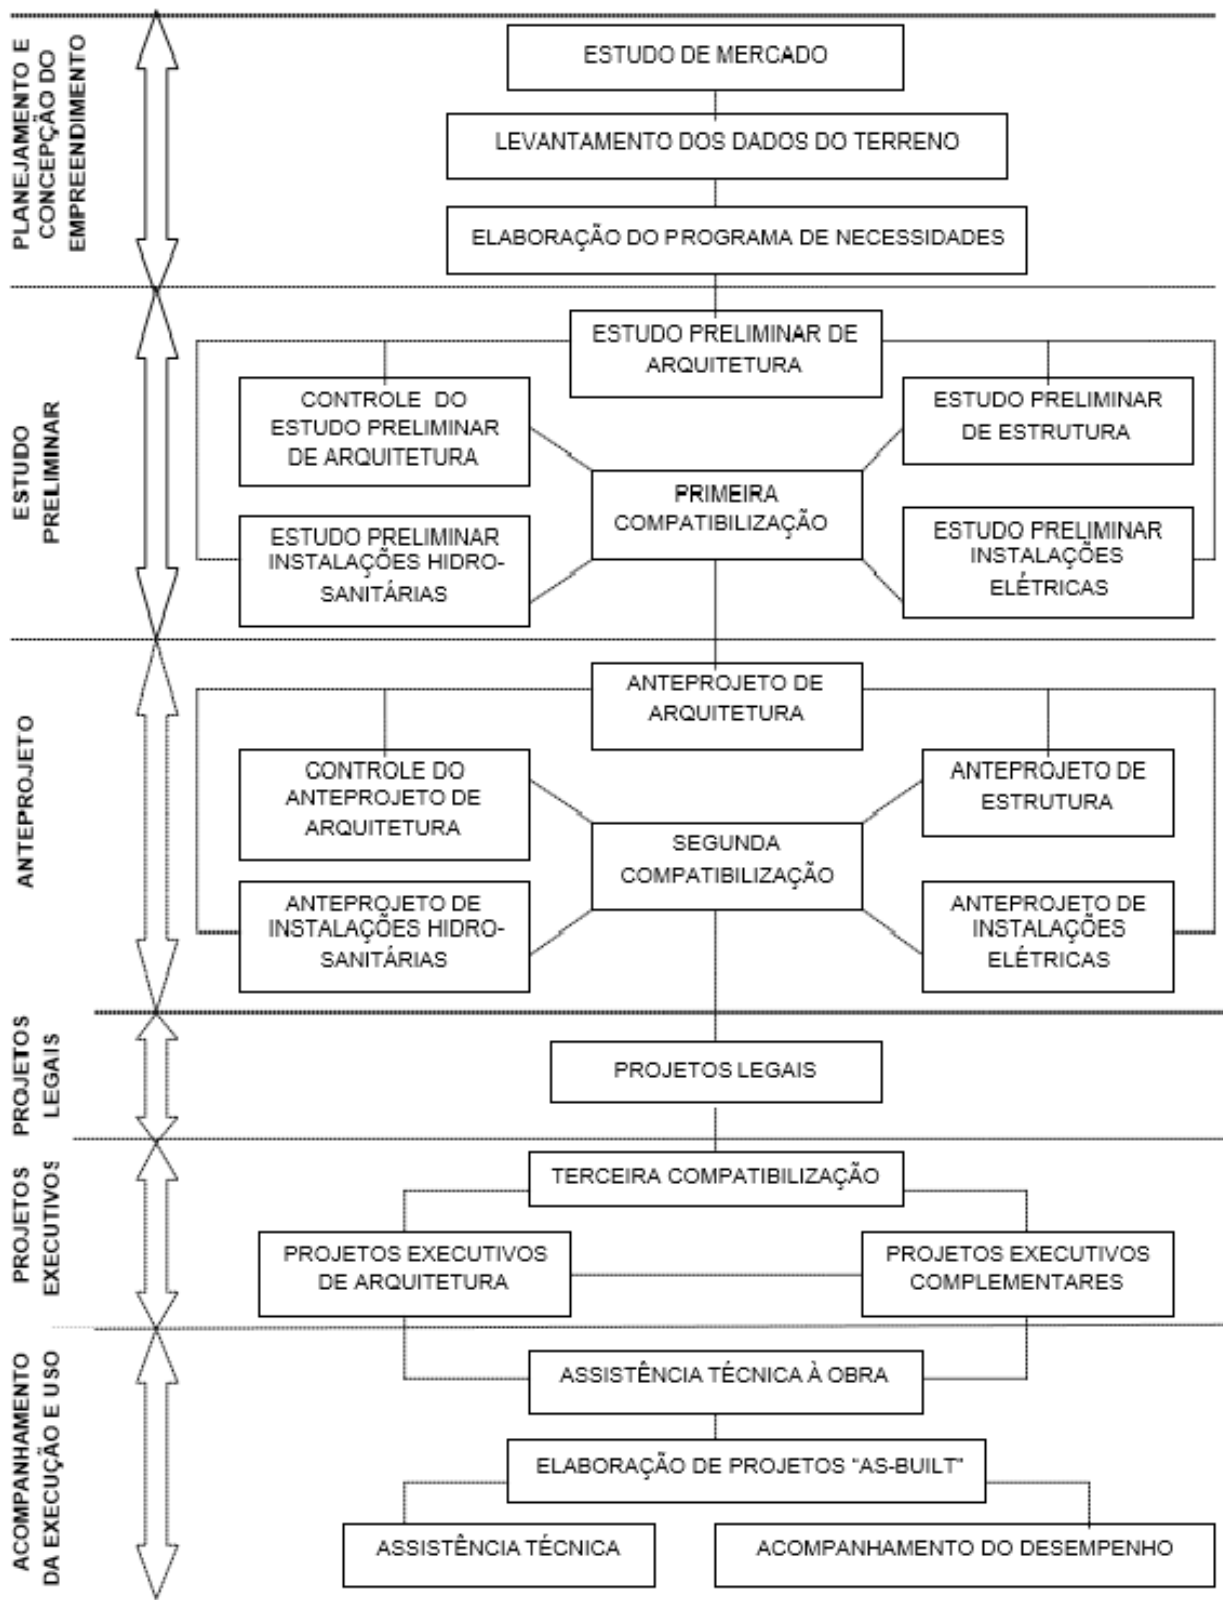 PLANEJAMENTO E
CONCEPÇÃO DO
EMPREENDIMENTO
ESTUDO DE MERCADO
LEVANTAMENTO DOS DADOS DO TERRENO
ELABORAÇÃO DO PROGRAMA DE NECESSIDADES
ESTUDO
PRELIMINAR
ESTUDO PRELIMINAR DE
ARQUITETURA
CONTROLE DO
ESTUDO PRELIMINAR
DE ARQUITETURA
ESTUDO PRELIMINAR
DE ESTRUTURA
PRIMEIRA
COMPATIBILIZAÇÃO
ESTUDO PRELIMINAR
INSTALAÇÕES HIDRO-
SANITÁRIAS
ESTUDO PRELIMINAR
INSTALAÇÕES
ELÉTRICAS
ANTEPROJETO
ANTEPROJETO DE
ARQUITETURA
CONTROLE DO
ANTEPROJETO DE
ARQUITETURA
ANTEPROJETO DE
ESTRUTURA
SEGUNDA
COMPATIBILIZAÇÃO
ANTEPROJETO DE
INSTALAÇÕES HIDRO-
SANITÁRIAS
ANTEPROJETO DE
INSTALAÇÕES
ELÉTRICAS
PROJETOS
LEGAIS
PROJETOS LEGAIS
PROJETOS
EXECUTIVOS
TERCEIRA COMPATIBILIZAÇÃO
PROJETOS EXECUTIVOS
DE ARQUITETURA
PROJETOS EXECUTIVOS
COMPLEMENTARES
ACOMPANHAMENTO
DA EXECUÇÃO E USO
ASSISTÊNCIA TÉCNICA À OBRA
ELABORAÇÃO DE PROJETOS "AS-BUILT"
ASSISTÊNCIA TÉCNICA
ACOMPANHAMENTO DO DESEMPENHO